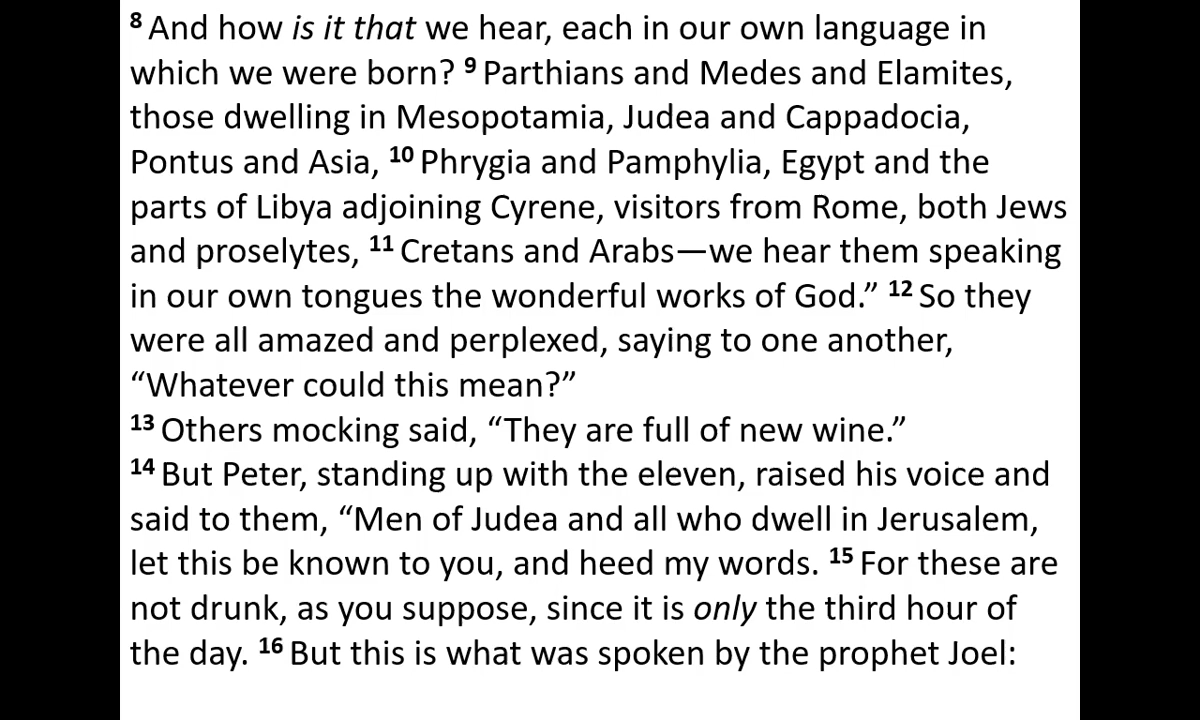 8 And how is it that we hear, each in our own language in
which we were born? 9 Parthians and Medes and Elamites,
those dwelling in Mesopotamia, Judea and Cappadocia,
Pontus and Asia, 10 Phrygia and Pamphylia, Egypt and the
parts of Libya adjoining Cyrene, visitors from Rome, both Jews
and proselytes, 11 Cretans and Arabs—we hear them speaking
in our own tongues the wonderful works of God.” 12 So they
were all amazed and perplexed, saying to one another,
“Whatever could this mean?”
13 Others mocking said, “They are full of new wine.”
14 But Peter, standing up with the eleven, raised his voice and
said to them, “Men of Judea and all who dwell in Jerusalem,
let this be known to you, and heed my words. 15 For these are
not drunk, as you suppose, since it is only the third hour of
the day. 16 But this is what was spoken by the prophet Joel: